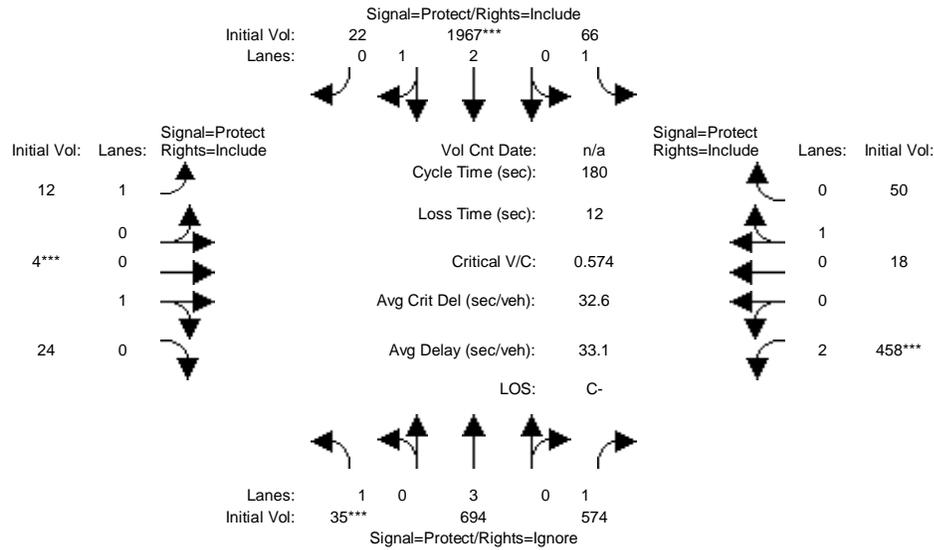 Signal=Protect/Rights=Include
Initial Vol: 22 1967*** 66
Lanes: 0 1 2 0 1
Signal=Protect
Rights=Include
Initial Vol: Lanes:
Vol Cnt Date: n/a
Signal=Protect
Rights=Include
Lanes: Initial Vol:
Cycle Time (sec): 180
12 1
0 50
Loss Time (sec): 12
0
1
4*** 0
Critical V/C: 0.574
0 18
1
Avg Crit Del (sec/veh): 32.6
0
24 0
Avg Delay (sec/veh): 33.1
2 458***
LOS: C-
Lanes: 1 0 3 0 1
Initial Vol: 35*** 694 574
Signal=Protect/Rights=Ignore